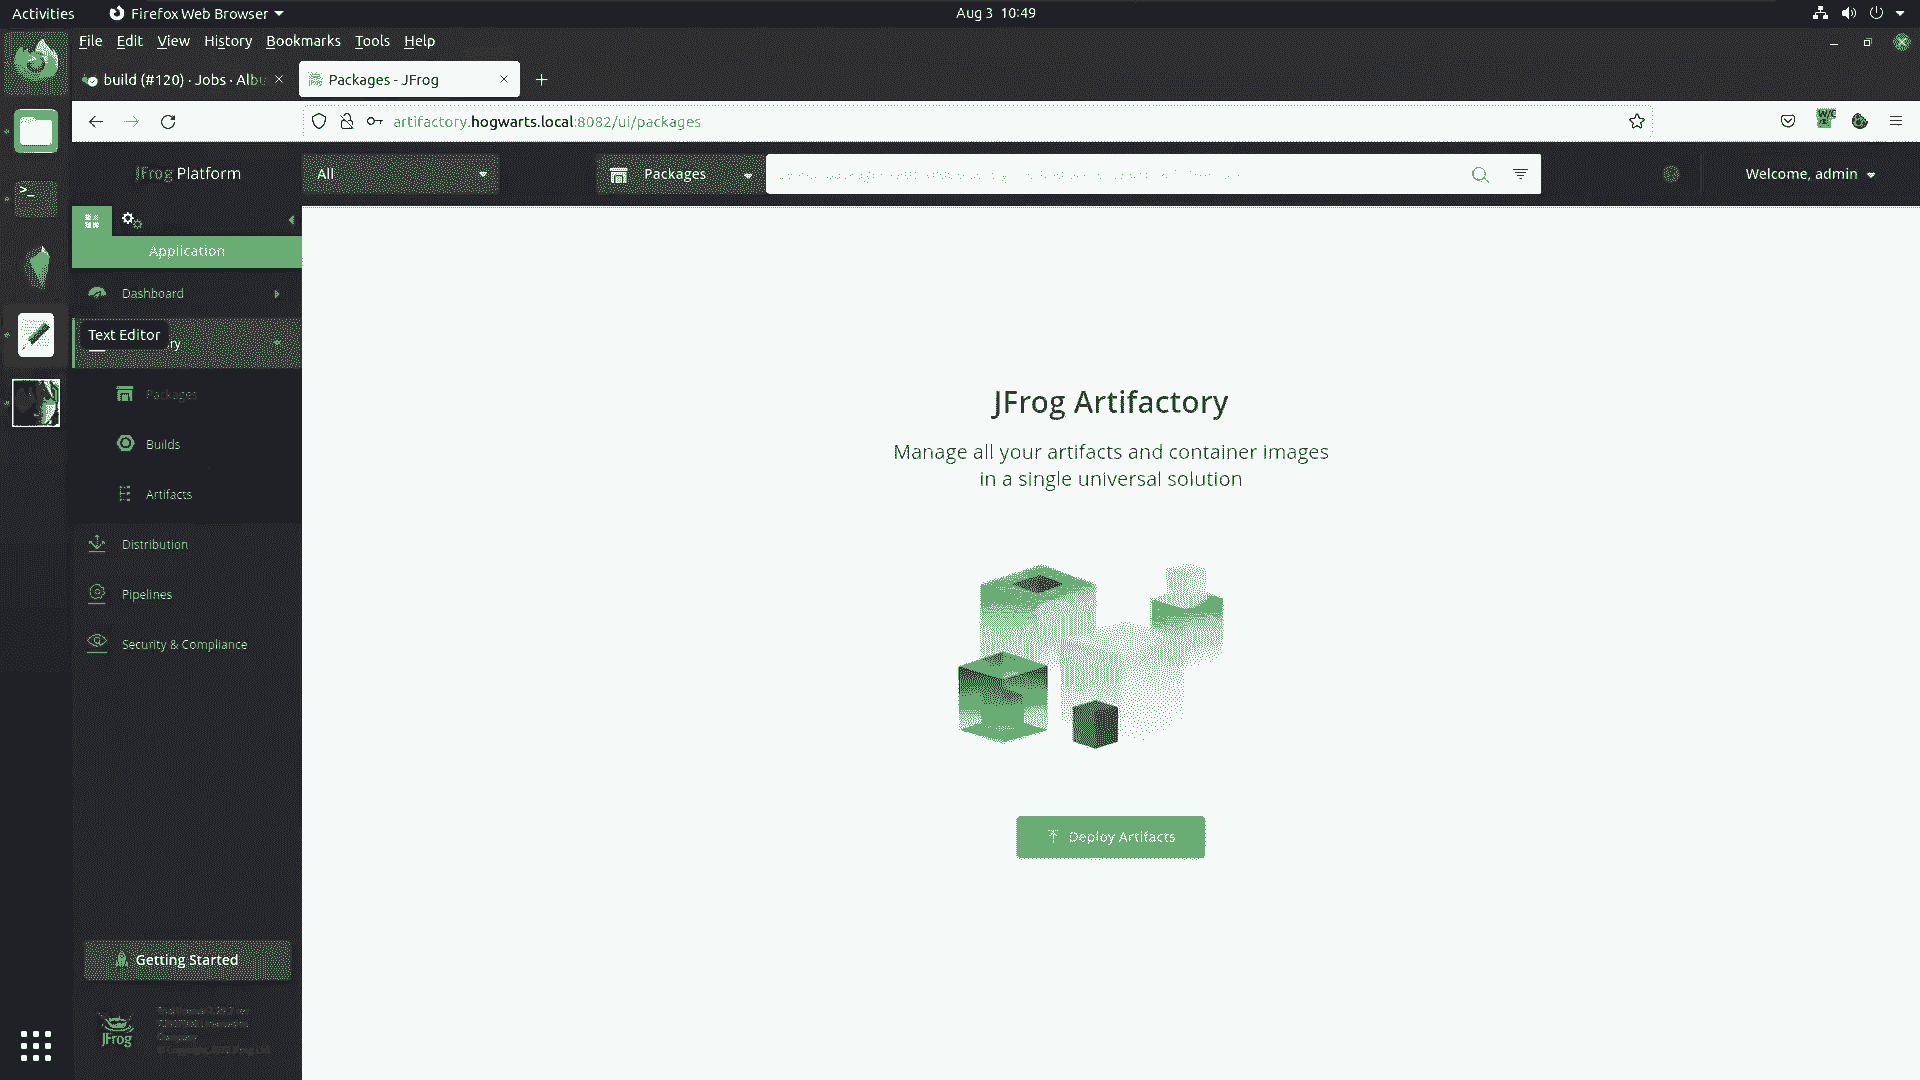 Activities
Firefox Web Browser
Aug 3 10:49
File Edit View History Bookmarks Tools Help
build (#120) · Jobs · Albu
Packages - JFrog
artifactory.hogwarts.local:8082/ui/packages
JFrog Platform
All
Packages
Welcome, admin
Application
Dashboard
Text Editor
ry
Packages
Builds
Artifacts
Distribution
Pipelines
Security & Compliance
JFrog Artifactory
Manage all your artifacts and container images
in a single universal solution
Deploy Artifacts
Getting Started
JFrog